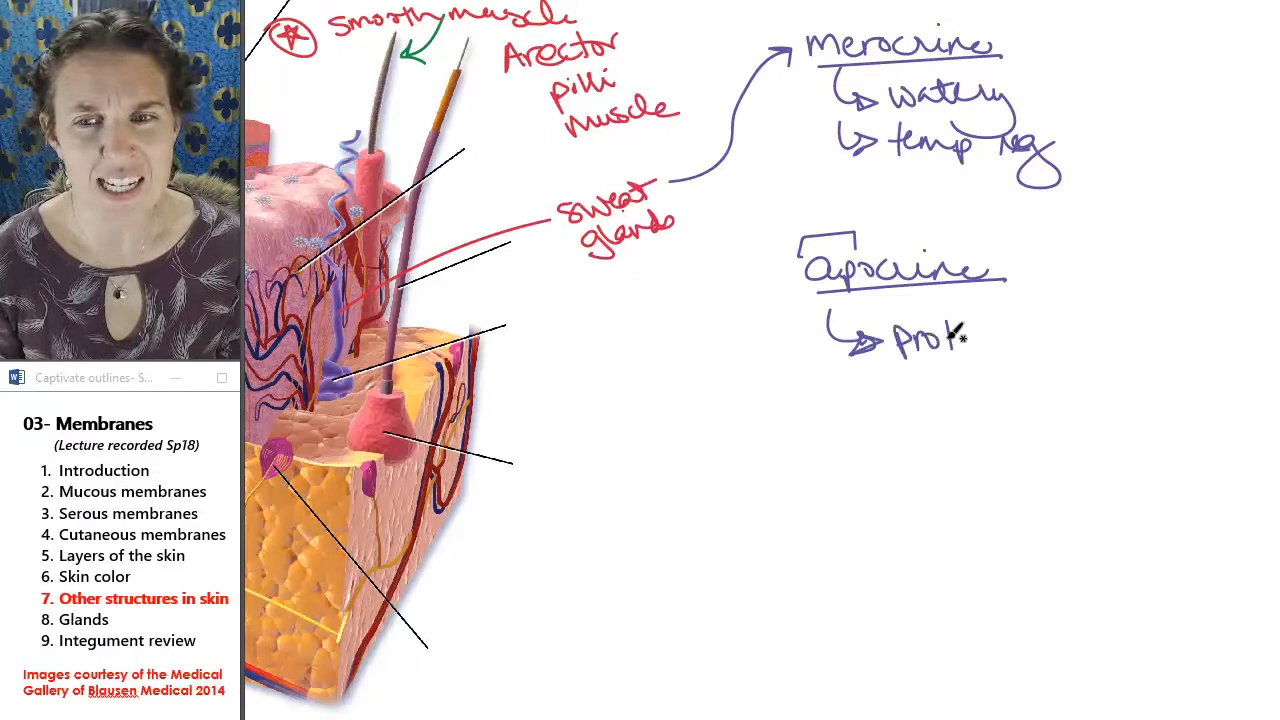 smooth muscle
Arector
pilli
muscle
sweat
glands
merocrine
watery
temp reg
apocrine
prot
Captivate outlines- S...
03- Membranes
(Lecture recorded Sp18)
1. Introduction
2. Mucous membranes
3. Serous membranes
4. Cutaneous membranes
5. Layers of the skin
6. Skin color
7. Other structures in skin
8. Glands
9. Integument review
Images courtesy of the Medical
Gallery of Blausen Medical 2014